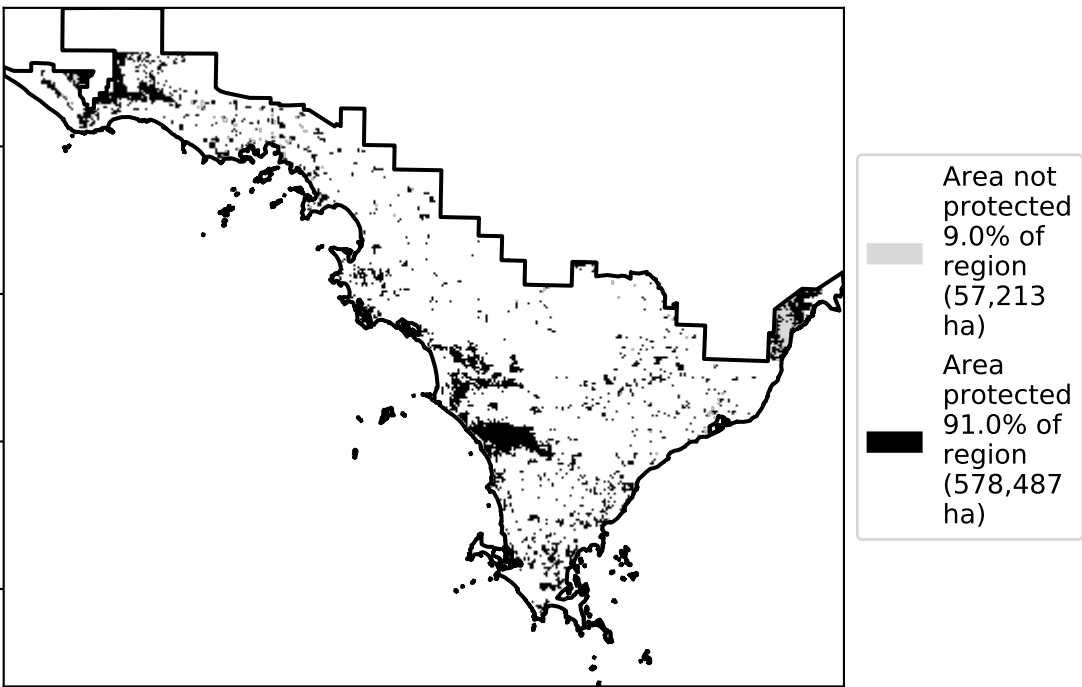 Area not
protected
9.0% of
region
(57,213
ha)
Area
protected
91.0% of
region
(578,487
ha)